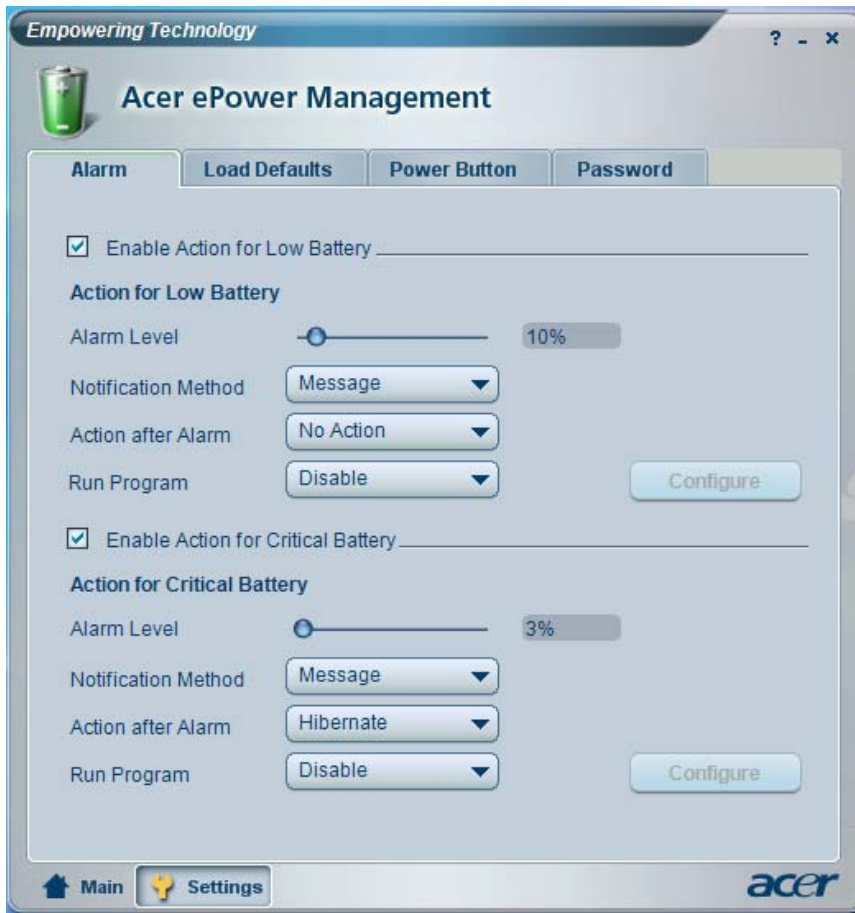 Empowering Technology
? - ×
Acer ePower Management
Alarm Load Defaults Power Button Password
Enable Action for Low Battery
Action for Low Battery
Alarm Level 10%
Notification Method Message
Action after Alarm No Action
Run Program Disable Configure
Enable Action for Critical Battery
Action for Critical Battery
Alarm Level 3%
Notification Method Message
Action after Alarm Hibernate
Run Program Disable Configure
Main Settings acer